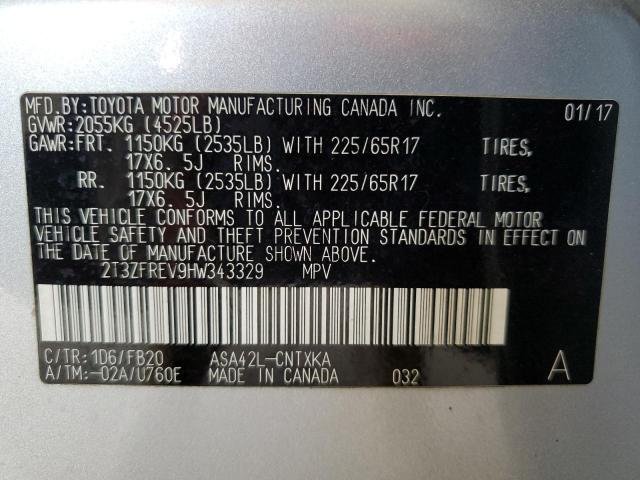 MFD.BY:TOYOTA MOTOR MANUFACTURING CANADA INC. 01/17
GVWR:2055KG (4525LB)
GAWR:FRT. 1150KG (2535LB) WITH 225/65R17 TIRES,
17X6. 5J RIMS.
RR. 1150KG (2535LB) WITH 225/65R17 TIRES,
17X6. 5J RIMS.
THIS VEHICLE CONFORMS TO ALL APPLICABLE FEDERAL MOTOR
VEHICLE SAFETY AND THEFT PREVENTION STANDARDS IN EFFECT ON
THE DATE OF MANUFACTURE SHOWN ABOVE.
2T3ZFREV9HW343329 MPV
C/TR:1D6/FB20 ASA42L-CNTXKA A
A/TM:-02A/U760E MADE IN CANADA 032